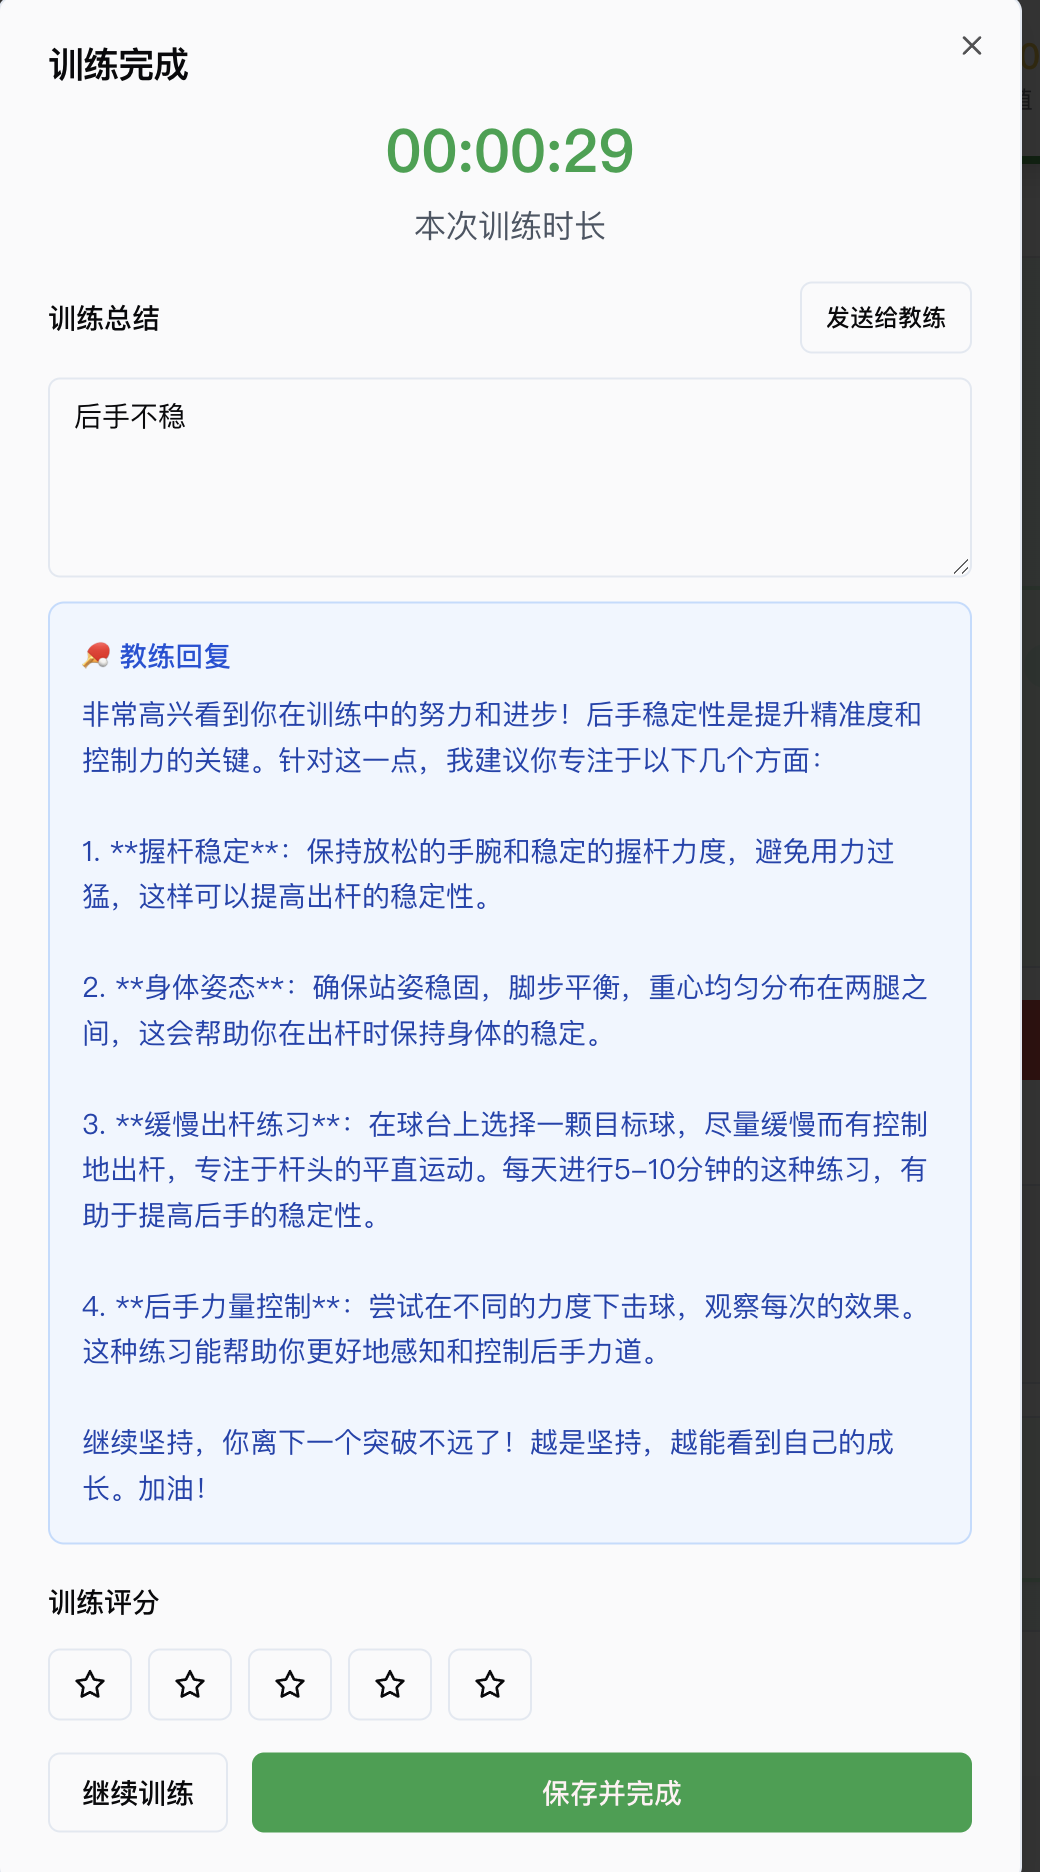 训练完成
00:00:29
本次训练时长
训练总结
发送给教练
后手不稳
教练回复
非常高兴看到你在训练中的努力和进步！后手稳定性是提升精准度和
控制力的关键。针对这一点，我建议你专注于以下几个方面：
1. **握杆稳定**：保持放松的手腕和稳定的握杆力度，避免用力过
猛，这样可以提高出杆的稳定性。
2. **身体姿态**：确保站姿稳固，脚步平衡，重心均匀分布在两腿之
间，这会帮助你在出杆时保持身体的稳定。
3. **缓慢出杆练习**：在球台上选择一颗目标球，尽量缓慢而有控制
地出杆，专注于杆头的平直运动。每天进行5-10分钟的这种练习，有
助于提高后手的稳定性。
4. **后手力量控制**：尝试在不同的力度下击球，观察每次的效果。
这种练习能帮助你更好地感知和控制后手力道。
继续坚持，你离下一个突破不远了！越是坚持，越能看到自己的成
长。加油！
训练评分
继续训练
保存并完成